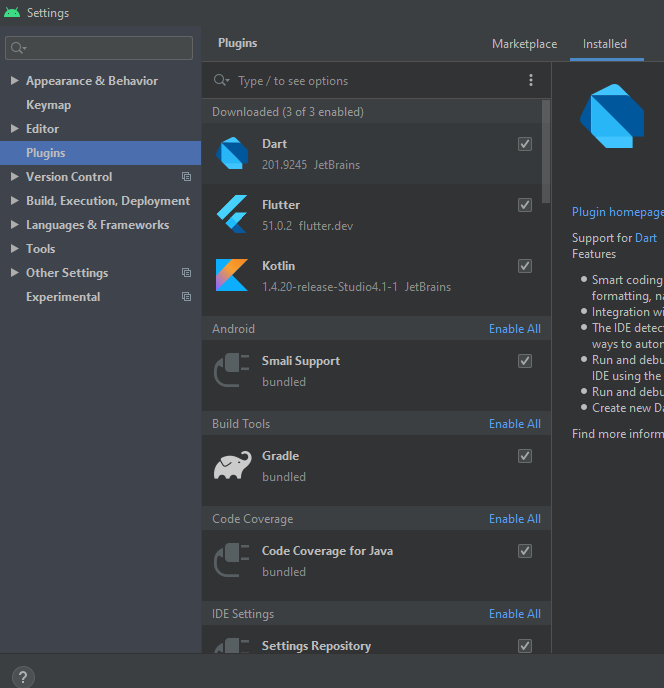 Settings
Appearance & Behavior
Keymap
Editor
Plugins
Version Control
Build, Execution, Deployment
Languages & Frameworks
Tools
Other Settings
Experimental
Plugins
Marketplace
Installed
Type / to see options
Downloaded (3 of 3 enabled)
Dart
201.9245 JetBrains
Flutter
51.0.2 flutter.dev
Kotlin
1.4.20-release-Studio4.1-1 JetBrains
Android Enable All
Smali Support
bundled
Build Tools Enable All
Gradle
bundled
Code Coverage Enable All
Code Coverage for Java
bundled
IDE Settings Enable All
Settings Repository
Plugin homepage
Support for Dart
Features
• Smart coding
formatting, na
• Integration wi
• The IDE detec
ways to autom
• Run and debu
IDE using the
• Run and debu
• Create new Da
Find more inform
?